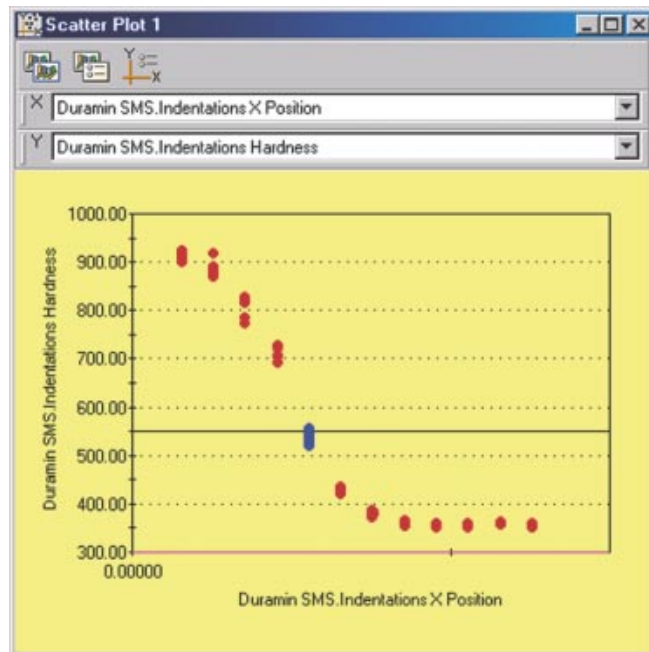 Scatter Plot 1
Y
X
X Duramin SMS.Indentations X Position
Y Duramin SMS.Indentations Hardness
1000.00
900.00
800.00
700.00
600.00
500.00
400.00
300.00
Duramin SMS.Indentations Hardness
0.00000
Duramin SMS.Indentations X Position